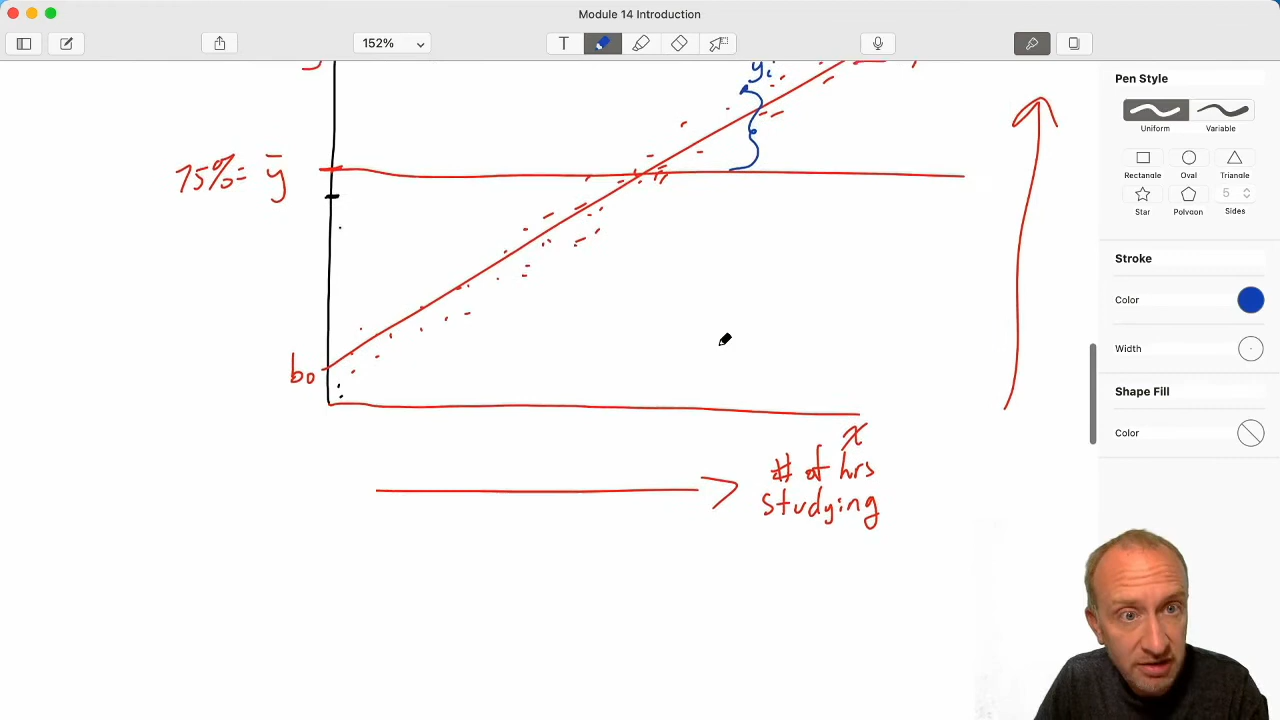 Module 14 Introduction
152%
T
Pen Style
Uniform
Variable
Rectangle
Oval
Triangle
Star
Polygon
5
Sides
Stroke
Color
Width
Shape Fill
Color
yi
75% = ȳ
b0
x
# of hrs
studying